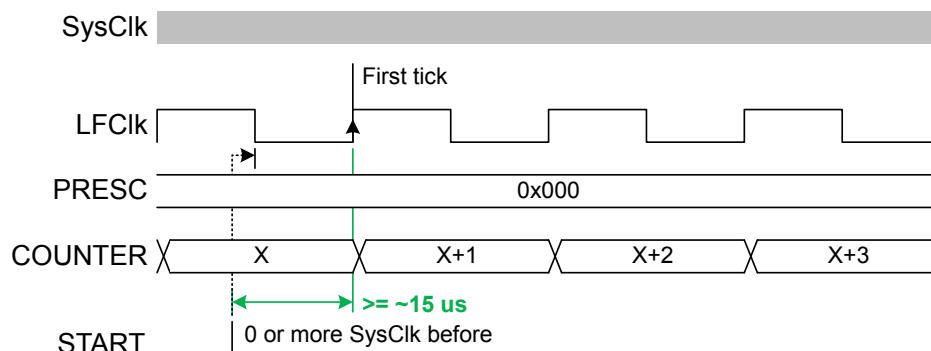 SysClk
First tick
LFClk
PRESC
0x000
COUNTER
X
X+1
X+2
X+3
>= ~15 us
0 or more SysClk before
START